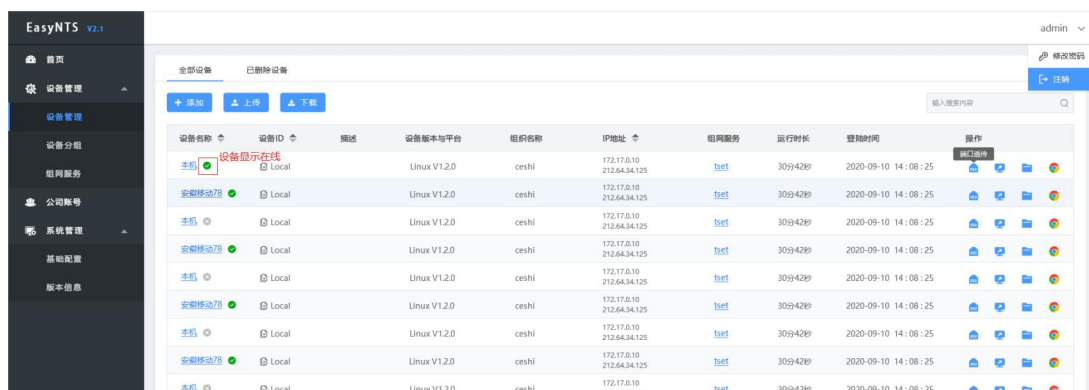 EasyNTS V2.1
admin
首页
修改密码
全部设备 已删除设备
注销
设备管理
+ 添加 上传 下载 输入搜索内容
设备管理
设备名称 设备ID 描述 设备版本与平台 组织名称 IP地址 组网服务 运行时长 登陆时间 操作
设备分组
设备显示在线 端口透传
本机 Local Linux V1.2.0 ceshi 172.17.0.10 212.64.34.125 tset 30分42秒 2020-09-10 14:08:25
组网服务
安徽移动78 Local Linux V1.2.0 ceshi 172.17.0.10 212.64.34.125 tset 30分42秒 2020-09-10 14:08:25
公司账号
本机 Local Linux V1.2.0 ceshi 172.17.0.10 212.64.34.125 tset 30分42秒 2020-09-10 14:08:25
系统管理
安徽移动78 Local Linux V1.2.0 ceshi 172.17.0.10 212.64.34.125 tset 30分42秒 2020-09-10 14:08:25
基础配置
本机 Local Linux V1.2.0 ceshi 172.17.0.10 212.64.34.125 tset 30分42秒 2020-09-10 14:08:25
版本信息
安徽移动78 Local Linux V1.2.0 ceshi 172.17.0.10 212.64.34.125 tset 30分42秒 2020-09-10 14:08:25
本机 Local Linux V1.2.0 ceshi 172.17.0.10 212.64.34.125 tset 30分42秒 2020-09-10 14:08:25
安徽移动78 Local Linux V1.2.0 ceshi 172.17.0.10 212.64.34.125 tset 30分42秒 2020-09-10 14:08:25
本机 Local Linux V1.2.0 ceshi 172.17.0.10 tset 30分42秒 2020-09-10 14:08:25